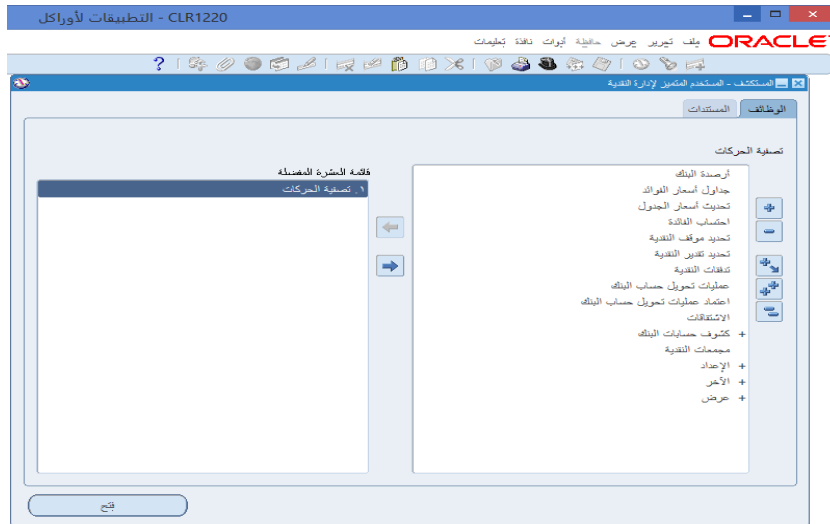 CLR1220 - التطبيقات لأوراكل
ORACLE
ملف تحرير عرض حافظة أدوات نافذة تعليمات
المستكشف - المستخدم المتميز لإدارة النقدية
الوظائف المستندات
تصفية الحركات
قائمة العشرة المفضلة
١. تصفية الحركات
أرصدة البنك
جداول أسعار الفوائد
تحديث أسعار الجدول
احتساب الفائدة
تحديد موقف النقدية
تحديد تقدير النقدية
تدفقات النقدية
عمليات تحويل حساب البنك
اعتماد عمليات تحويل حساب البنك
الاشتقاقات
+ كشوف حسابات البنك
مجمعات النقدية
+ الإعداد
+ الآخر
+ عرض
فتح